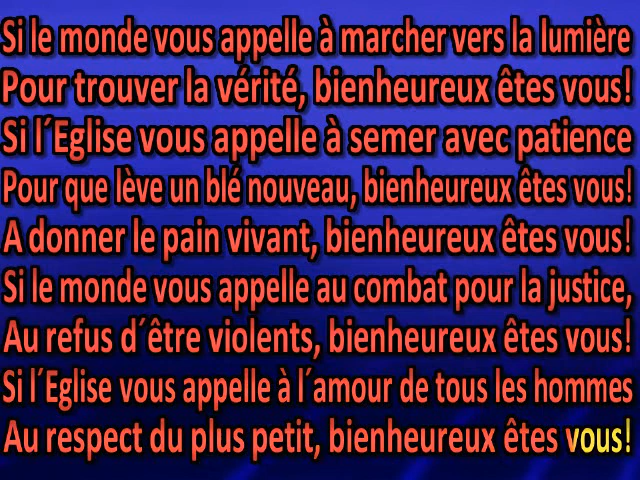 Si le monde vous appelle à marcher vers la lumière
Pour trouver la vérité, bienheureux êtes vous!
Si l´Eglise vous appelle à semer avec patience
Pour que lève un blé nouveau, bienheureux êtes vous!
A donner le pain vivant, bienheureux êtes vous!
Si le monde vous appelle au combat pour la justice,
Au refus d´être violents, bienheureux êtes vous!
Si l´Eglise vous appelle à l´amour de tous les hommes
Au respect du plus petit, bienheureux êtes vous!